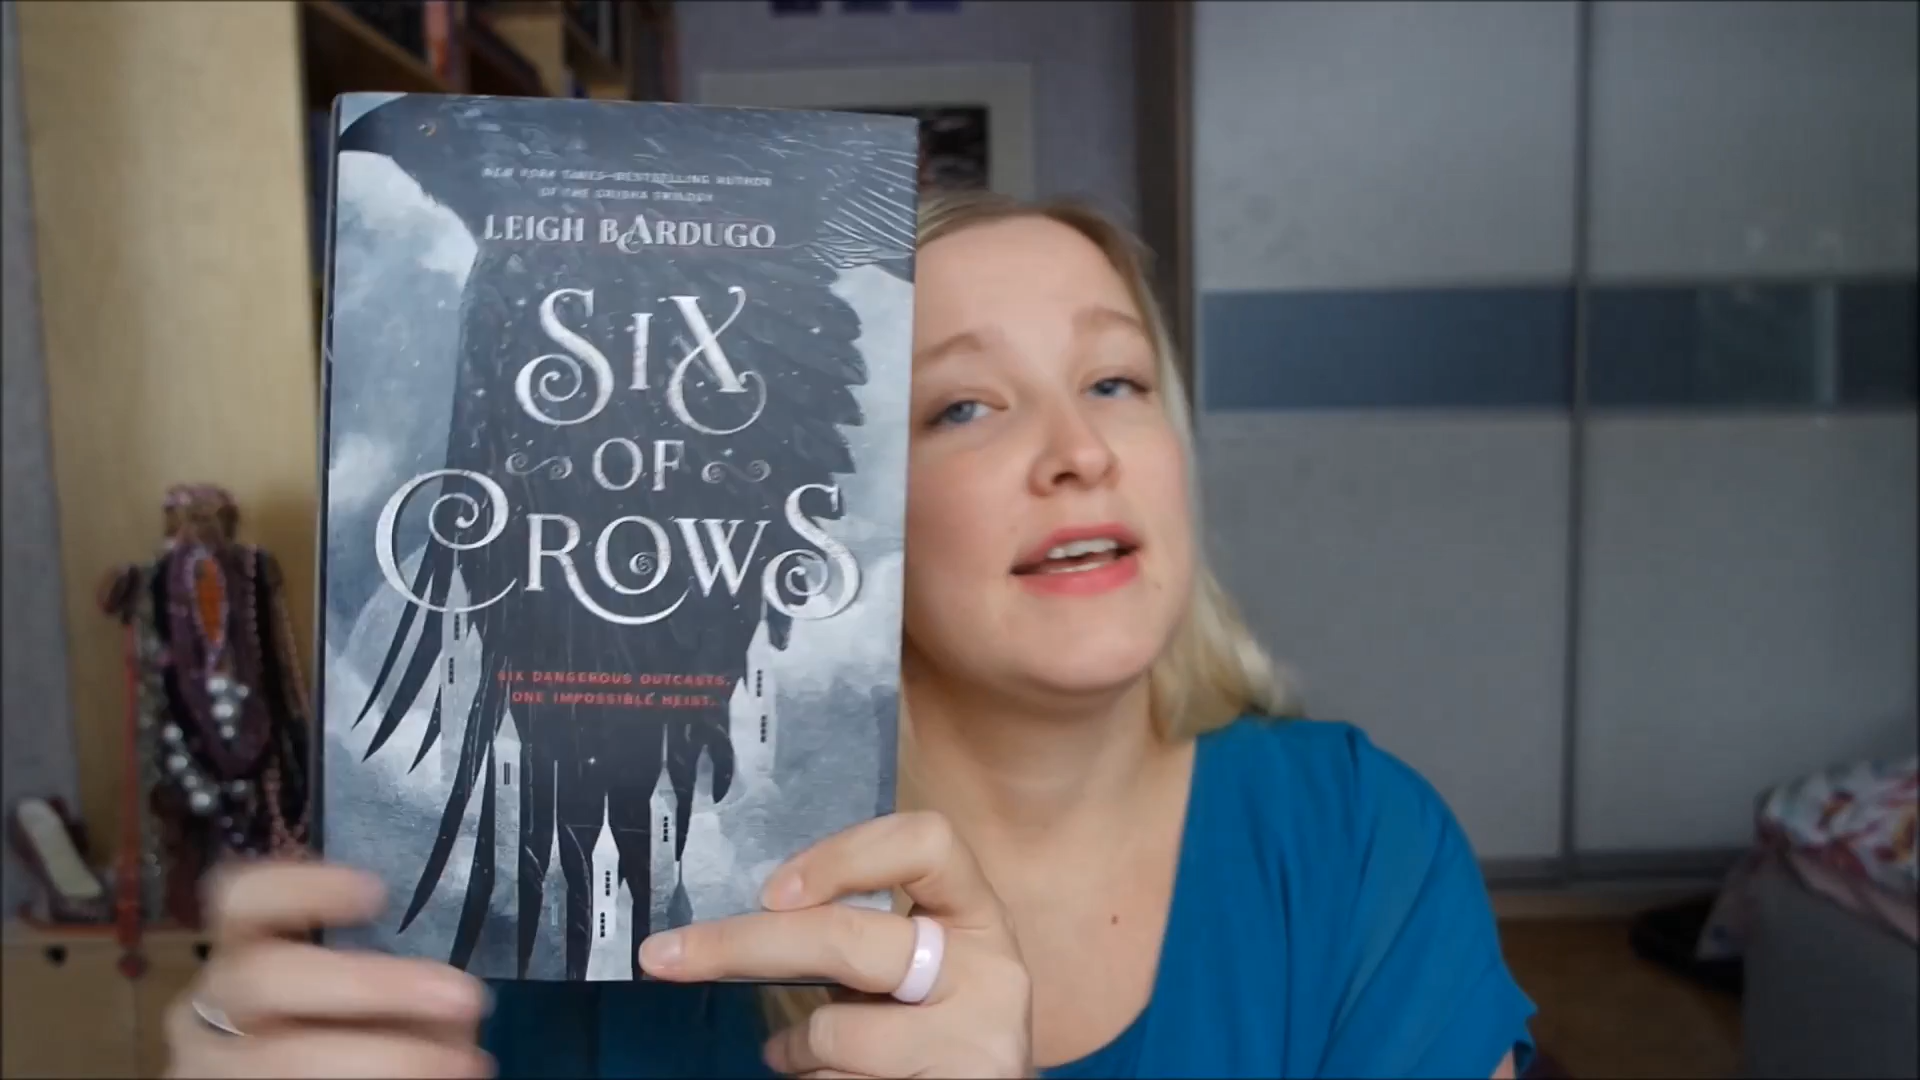 NEW YORK TIMES—BESTSELLING AUTHOR
OF THE GRISHA TRILOGY
LEIGH BARDUGO
SIX
OF
CROWS
SIX DANGEROUS OUTCASTS.
ONE IMPOSSIBLE HEIST.